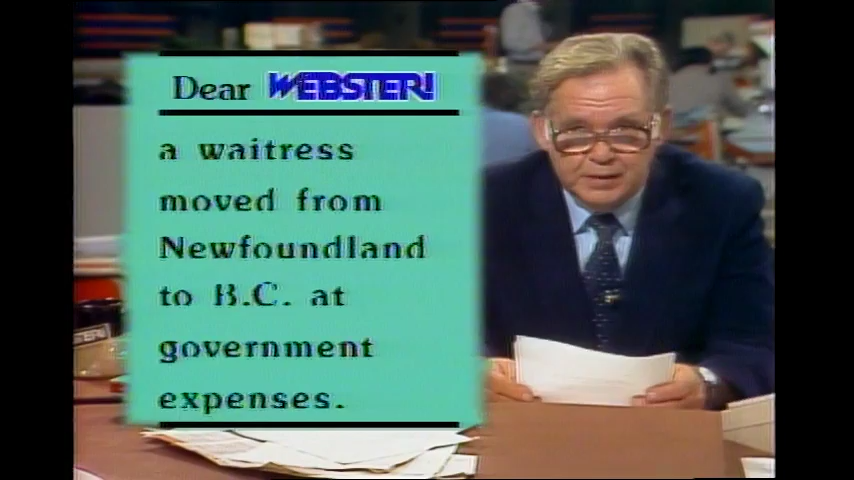 Dear WEBSTER!
a waitress
moved from
Newfoundland
to B.C. at
government
expenses.